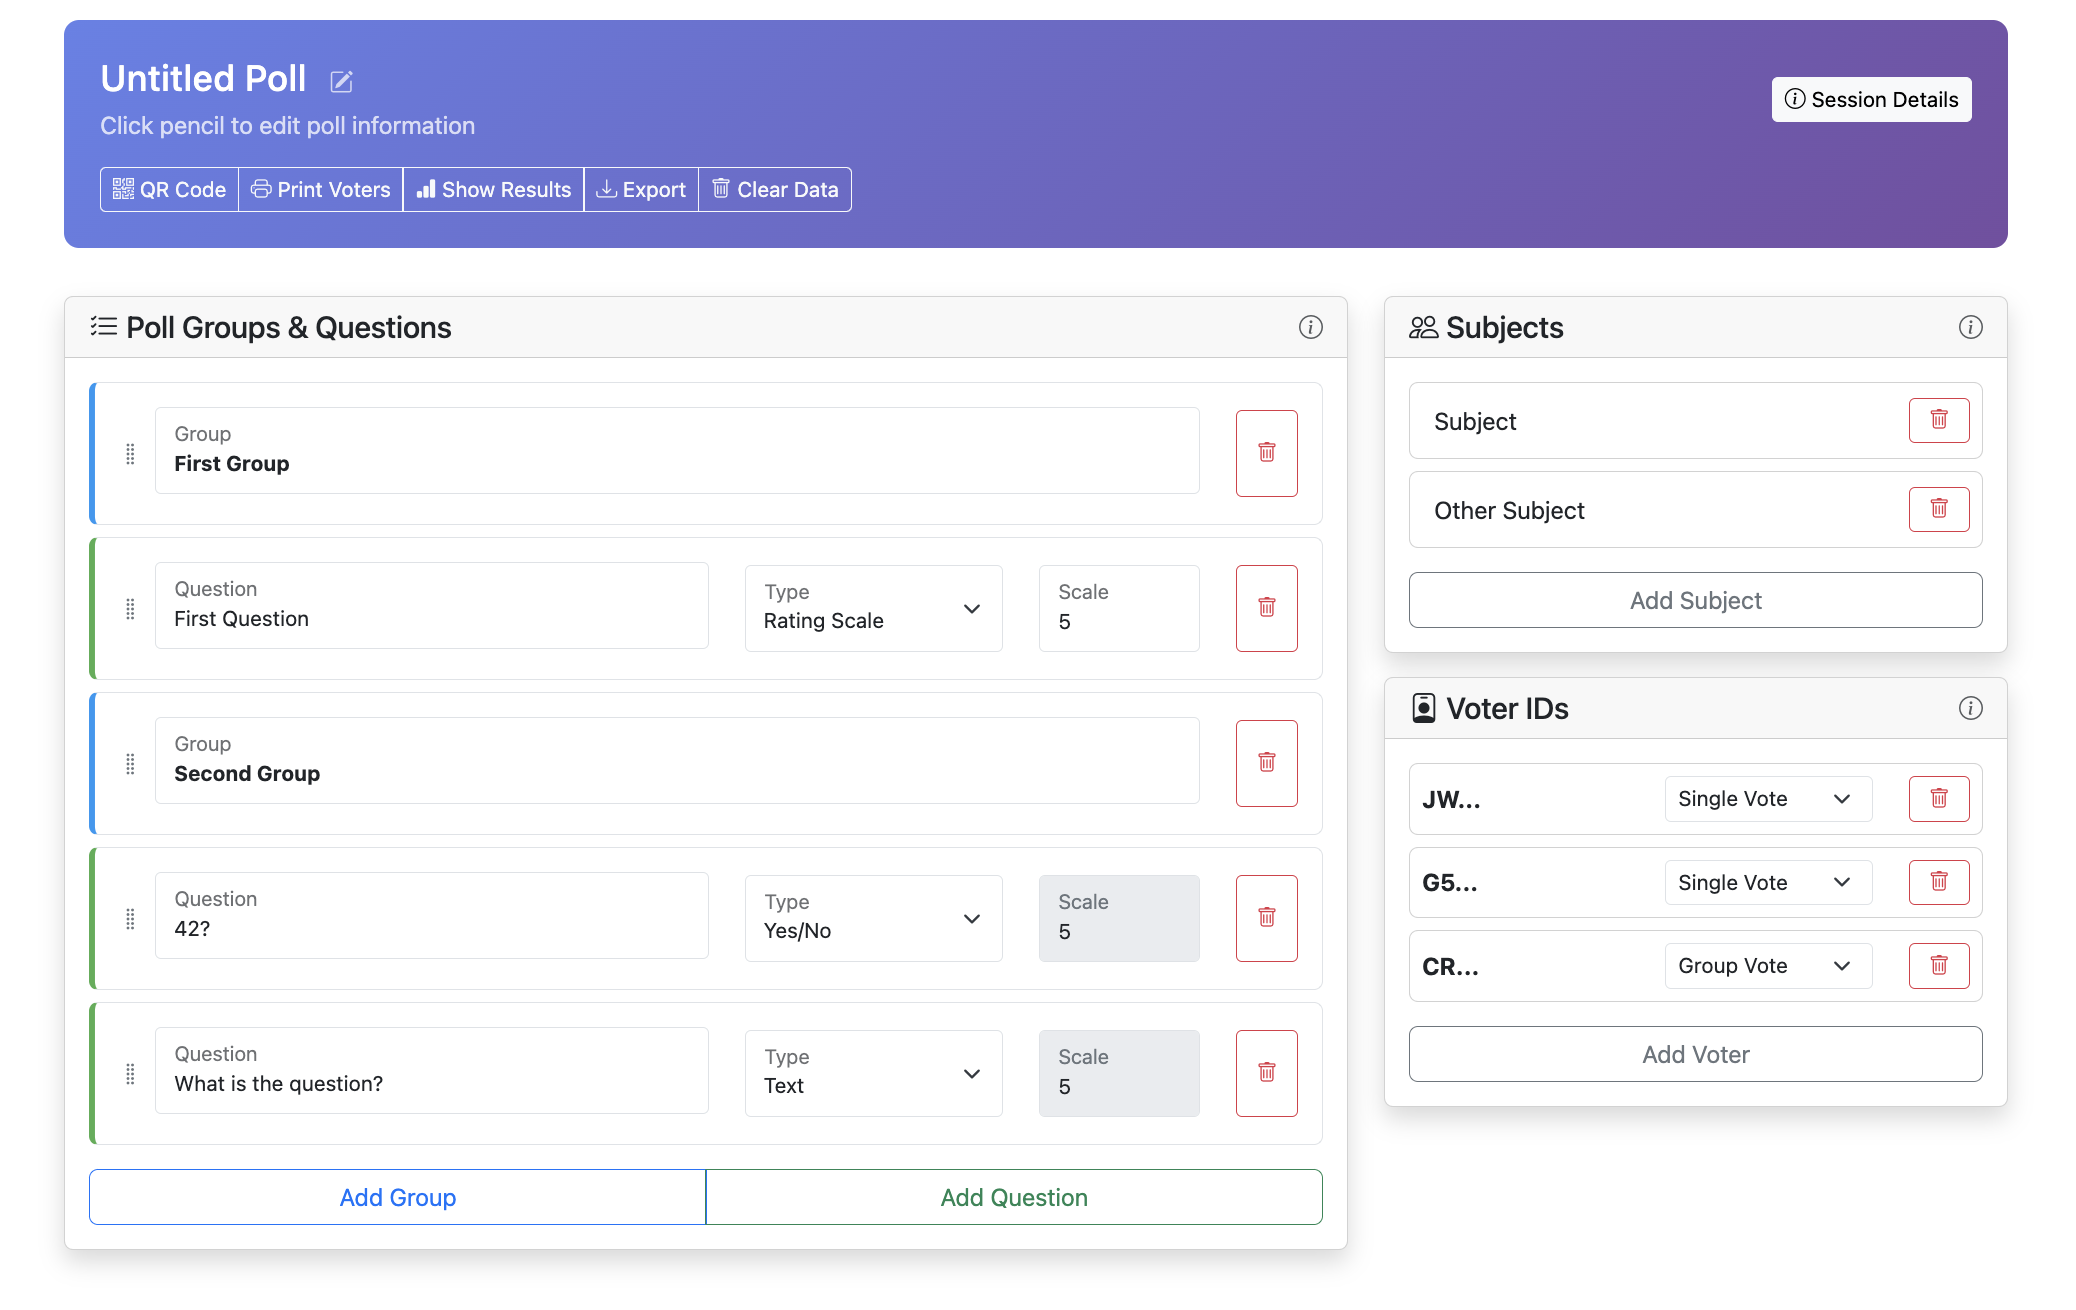 Untitled Poll
Click pencil to edit poll information
Session Details
QR Code Print Voters Show Results Export Clear Data
Poll Groups & Questions
Group
First Group
Question
First Question
Type
Rating Scale
Scale
5
Group
Second Group
Question
42?
Type
Yes/No
Scale
5
Question
What is the question?
Type
Text
Scale
5
Add Group
Add Question
Subjects
Subject
Other Subject
Add Subject
Voter IDs
JW... Single Vote
G5... Single Vote
CR... Group Vote
Add Voter